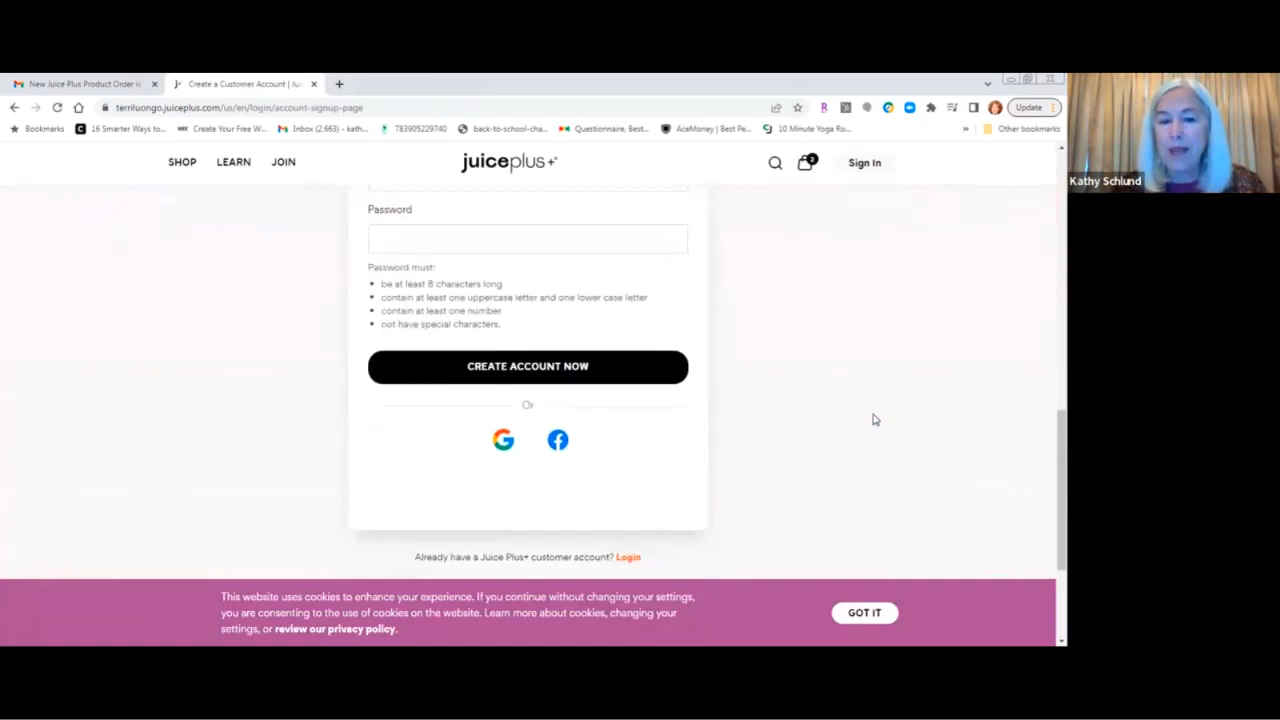 New Juice Plus Product Order is
Create a Customer Account | Juic
terriluongo.juiceplus.com/us/en/login/account-signup-page
Update
Bookmarks
16 Smarter Ways to...
Create Your Free W...
Inbox (2,663) - kath...
783905229740
back-to-school-cha...
Questionnaire, Best...
AceMoney | Best Pe...
10 Minute Yoga Ro...
»
Other bookmarks
SHOP LEARN JOIN
juiceplus+
2
Sign In
Kathy Schlund
Password
Password must:
• be at least 8 characters long
• contain at least one uppercase letter and one lower case letter
• contain at least one number
• not have special characters.
CREATE ACCOUNT NOW
Or
Already have a Juice Plus+ customer account? Login
This website uses cookies to enhance your experience. If you continue without changing your settings,
you are consenting to the use of cookies on the website. Learn more about cookies, changing your
settings, or review our privacy policy.
GOT IT